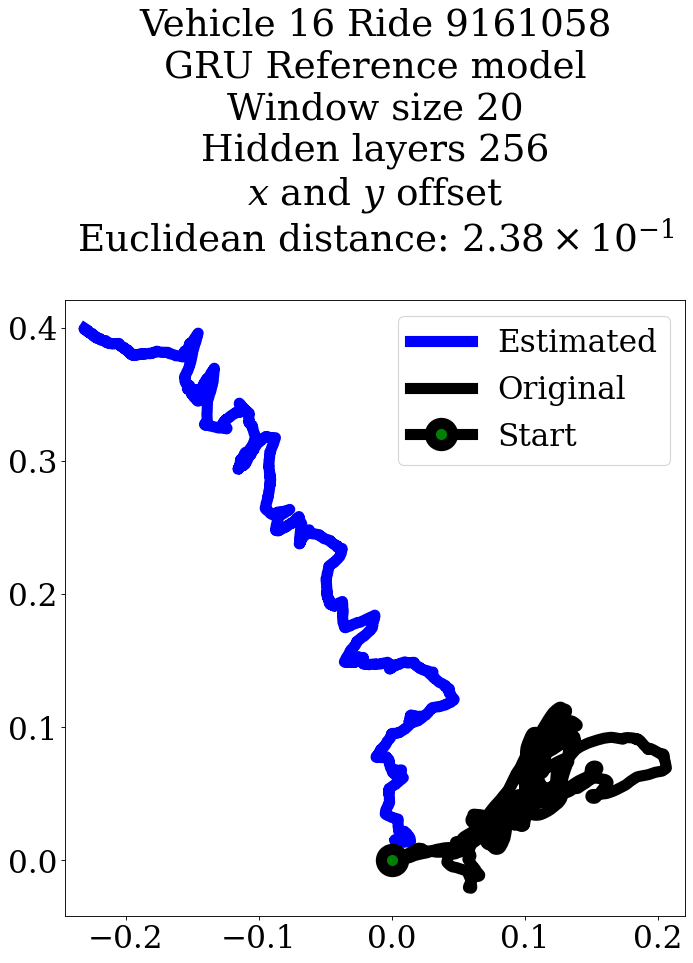 Vehicle 16 Ride 9161058
GRU Reference model
Window size 20
Hidden layers 256
x and y offset
Euclidean distance: 2.38 × 10⁻¹
Estimated
Original
Start
0.4
0.3
0.2
0.1
0.0
−0.2 −0.1 0.0 0.1 0.2